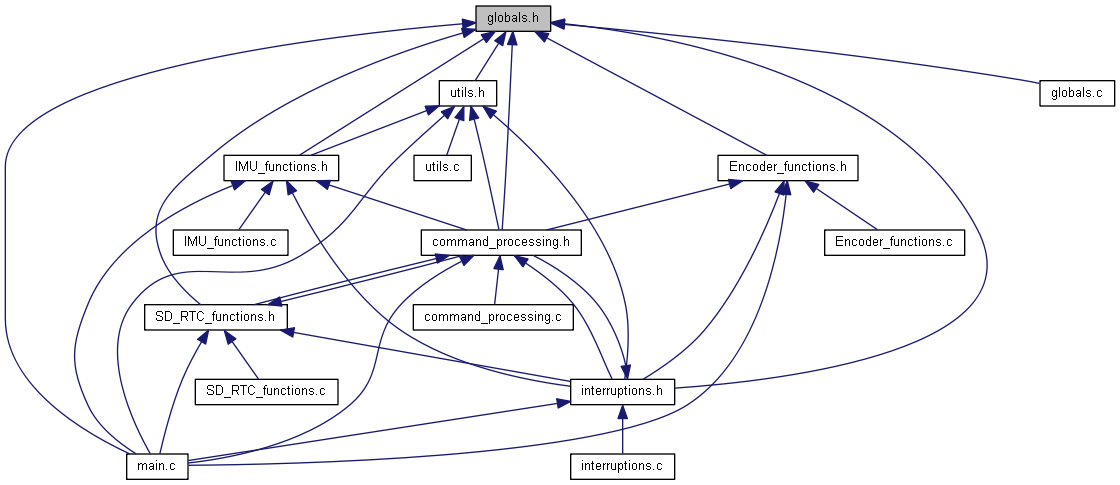 globals.h
utils.h
globals.c
IMU_functions.h
utils.c
Encoder_functions.h
IMU_functions.c
command_processing.h
Encoder_functions.c
SD_RTC_functions.h
command_processing.c
SD_RTC_functions.c
interruptions.h
main.c
interruptions.c